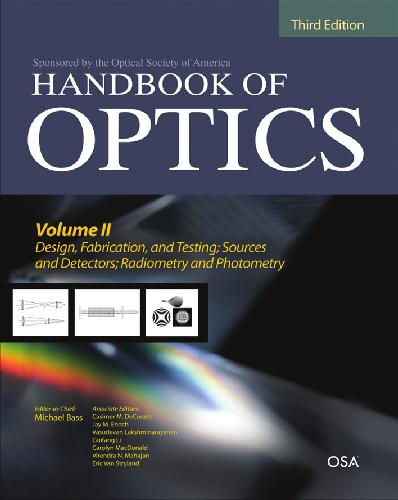 Third Edition
Sponsored by the Optical Society of America
HANDBOOK OF
OPTICS
Volume II
Design, Fabrication, and Testing; Sources
and Detectors; Radiometry and Photometry
Editor-in-Chief:
Michael Bass
Associate Editors:
Casimer M. DeCusatis
Jay M. Enoch
Vasudevan Lakshminarayanan
Guifang Li
Carolyn MacDonald
Virendra N. Mahajan
Eric Van Stryland
OSA